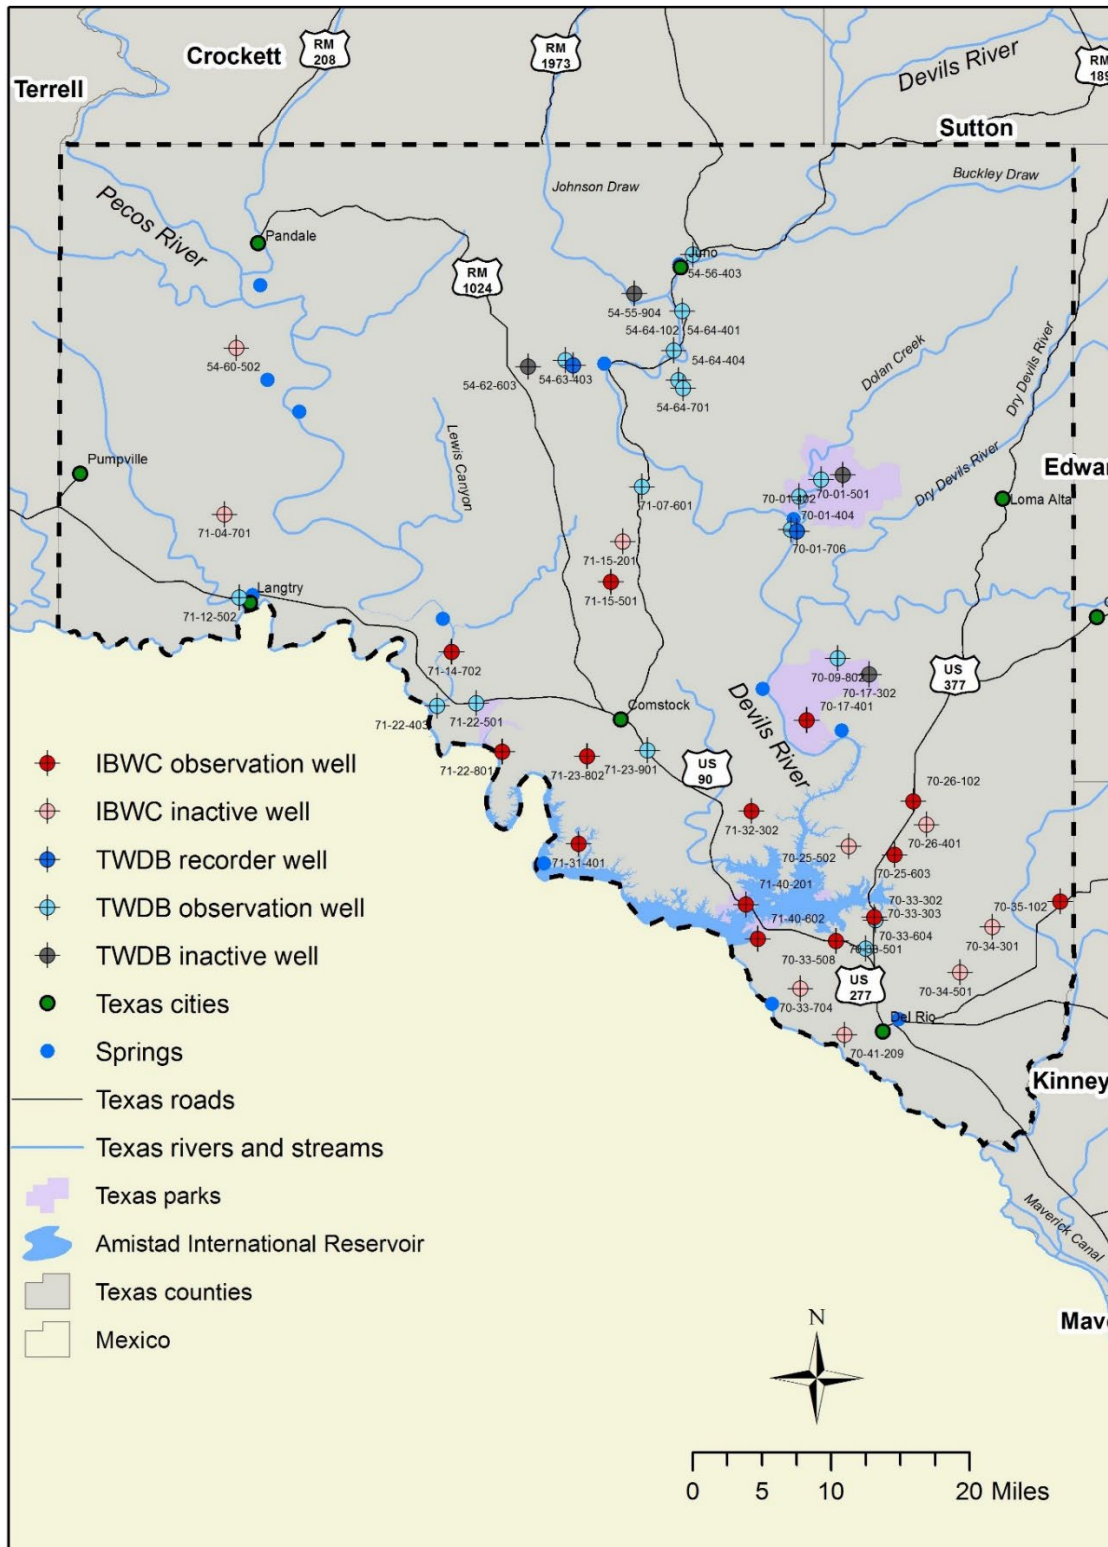 RM
208
RM
1973
RM
189
Crockett
Devils River
Terrell
Sutton
Johnson Draw
Buckley Draw
Pecos River
Pandale
Juno
54-56-403
RM
1024
54-55-904
54-64-102
54-64-401
54-60-502
54-64-404
Dolan Creek
Dry Devils River
54-62-603
54-63-403
54-64-701
Lewis Canyon
Pumpville
Dry Devils River
Edwar
70-01-402
70-01-501
Loma Alta
71-07-601
70-01-404
71-04-701
70-01-706
71-15-201
71-15-501
Langtry
71-12-502
71-14-702
70-09-802
US
377
70-17-302
Devils River
71-22-403
71-22-501
70-17-401
Comstock
71-22-801
71-23-802
71-23-901
US
90
70-26-102
71-32-302
70-26-401
70-25-502
71-31-401
70-25-603
71-40-201
70-33-302
70-35-102
71-40-602
70-33-303
70-33-604
70-34-301
70-33-508
70-33-501
70-34-501
US
277
70-33-704
Del Rio
70-41-209
Kinney
Maverick Canal
Mave
IBWC observation well
IBWC inactive well
TWDB recorder well
TWDB observation well
TWDB inactive well
Texas cities
Springs
Texas roads
Texas rivers and streams
Texas parks
Amistad International Reservoir
Texas counties
Mexico
N
0 5 10 20 Miles